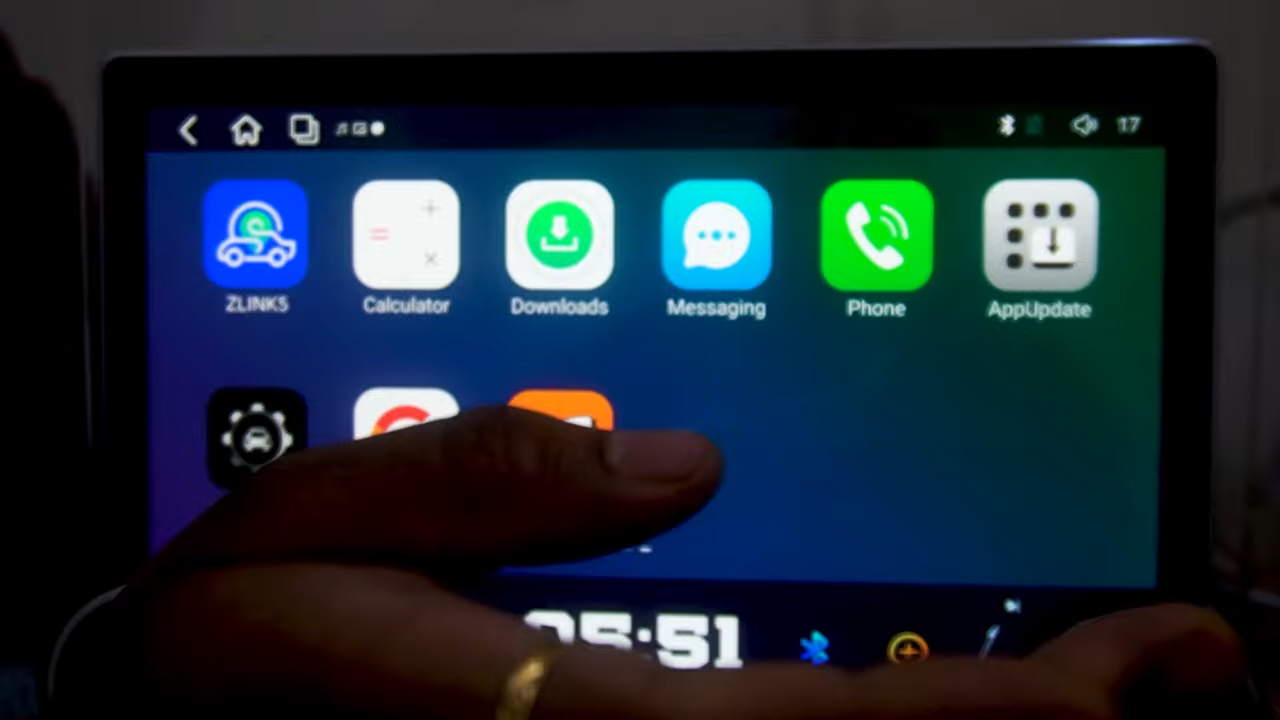 17
ZLINK5
Calculator
Downloads
Messaging
Phone
AppUpdate
05:51